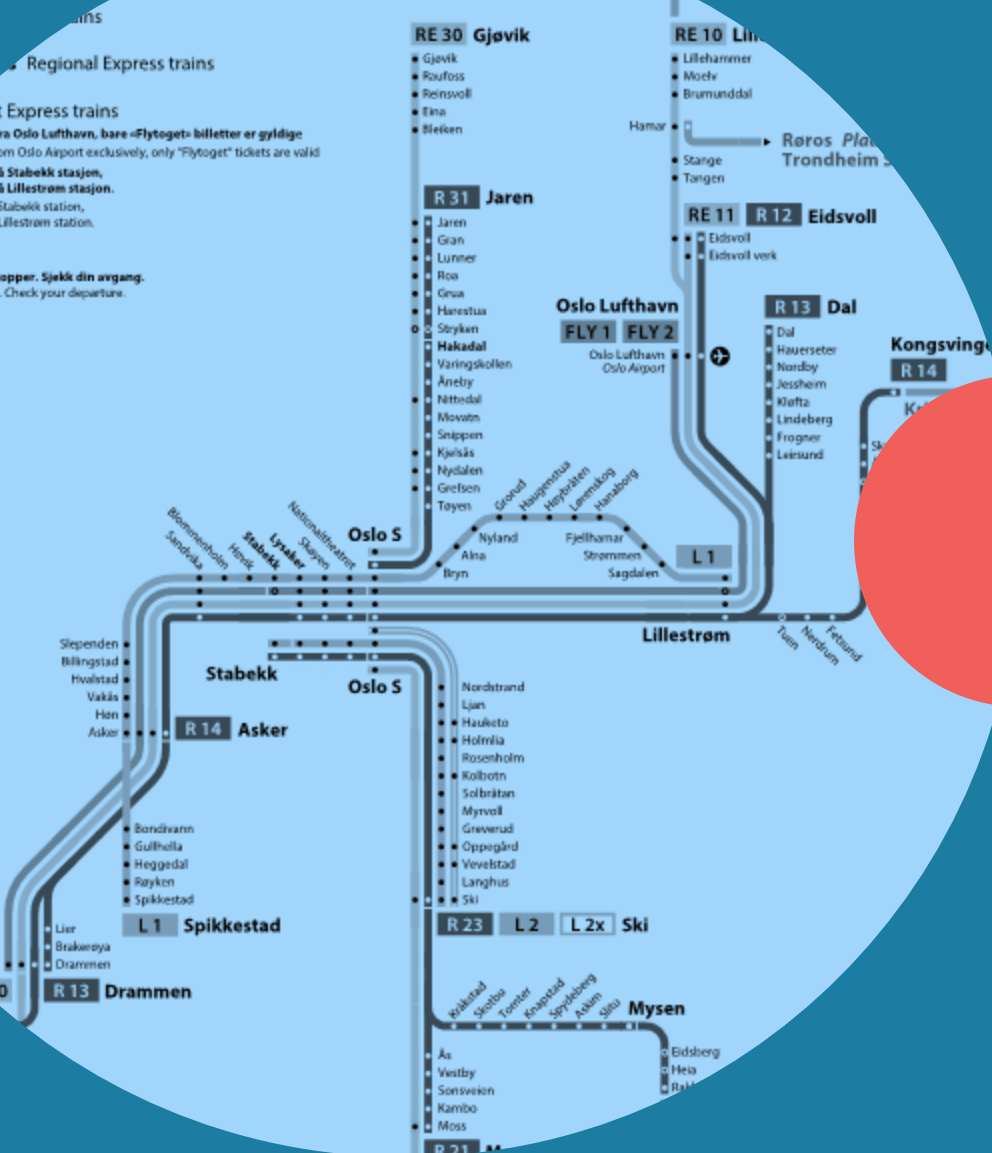 ains
Regional Express trains
Express trains
ra Oslo Lufthavn, bare «Flytoget» billetter er gyldige
om Oslo Airport exclusively, only "Flytoget" tickets are valid
å Stabekk stasjon,
å Lillestrøm stasjon.
Stabekk station,
Lillestrøm station.
opper. Sjekk din avgang.
. Check your departure.
RE 30 Gjøvik
Gjøvik
Raufoss
Reinsvoll
Eina
Bleiken
R 31 Jaren
Jaren
Gran
Lunner
Roa
Grua
Harestua
Stryken
Hakadal
Varingskollen
Åneby
Nittedal
Movatn
Snippen
Kjelsås
Nydalen
Grefsen
Tøyen
RE 10
Lillehammer
Moelv
Brumunddal
Hamar
Røros
Trondheim S
Stange
Tangen
RE 11 R 12 Eidsvoll
Eidsvoll
Eidsvoll verk
Oslo Lufthavn
FLY 1 FLY 2
Oslo Lufthavn
Oslo Airport
R 13 Dal
Dal
Hauerseter
Nordby
Jessheim
Kløfta
Lindeberg
Frogner
Leirsund
Kongsvinge
R 14
Sandvika
Blommenholm
Høvik
Stabekk
Lysaker
Skøyen
Nationaltheatret
Oslo S
Bryn
Alna
Nyland
Grorud
Haugenstua
Høybråten
Lørenskog
Hanaborg
Fjellhamar
Strømmen
Sagdalen
L 1
Lillestrøm
Tuen
Nerdrum
Fetsund
Slependen
Billingstad
Hvalstad
Vakås
Høn
Asker
R 14 Asker
Stabekk
Oslo S
Nordstrand
Ljan
Hauketo
Holmlia
Rosenholm
Kolbotn
Solbråtan
Myrvoll
Greverud
Oppegård
Vevelstad
Langhus
Ski
R 23 L 2 L 2x Ski
Bondivann
Gullhella
Heggedal
Røyken
Spikkestad
L 1 Spikkestad
Lier
Brakerøya
Drammen
0 R 13 Drammen
Kråkstad
Skotbu
Tomter
Knapstad
Spydeberg
Askim
Slitu
Mysen
Eidsberg
Heia
Ås
Vestby
Sonsveien
Kambo
Moss
R 21